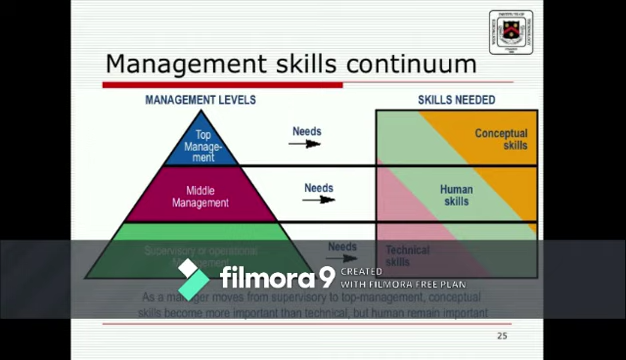 Management skills continuum
MANAGEMENT LEVELS
SKILLS NEEDED
Top
Manage-
ment
Needs
Conceptual
skills
Middle
Management
Needs
Human
skills
Supervisory or operational
Management
Needs
Technical
skills
filmora9
CREATED
WITH FILMORA FREE PLAN
As a manager moves from supervisory to top-management, conceptual
skills become more important than technical, but human remain important
25